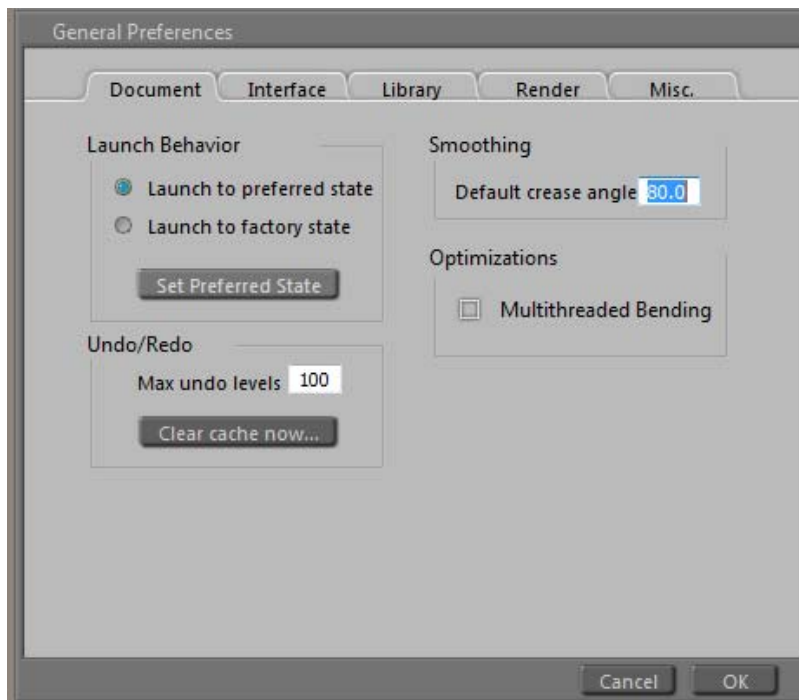 General Preferences
Document
Interface
Library
Render
Misc.
Launch Behavior
Launch to preferred state
Launch to factory state
Set Preferred State
Undo/Redo
Max undo levels 100
Clear cache now...
Smoothing
Default crease angle 80.0
Optimizations
Multithreaded Bending
Cancel
OK